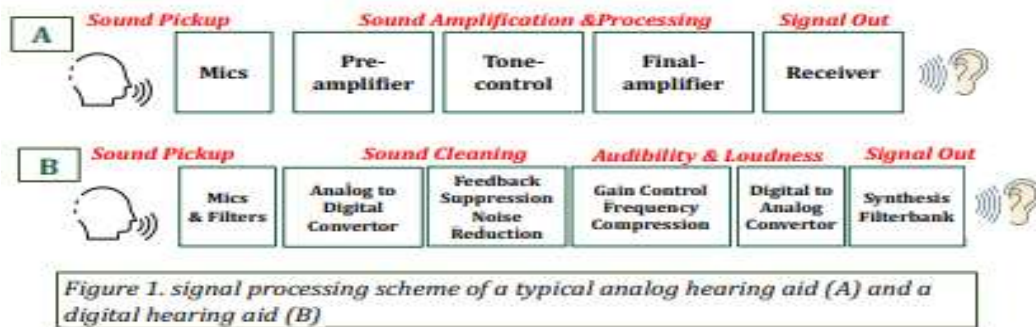 A
Sound Pickup
Sound Amplification &Processing
Signal Out
Mics
Pre-
amplifier
Tone-
control
Final-
amplifier
Receiver
B
Sound Pickup
Sound Cleaning
Audibility & Loudness
Signal Out
Mics
& Filters
Analog to
Digital
Convertor
Feedback
Suppression
Noise
Reduction
Gain Control
Frequency
Compression
Digital to
Analog
Convertor
Synthesis
Filterbank
Figure 1. signal processing scheme of a typical analog hearing aid (A) and a
digital hearing aid (B)